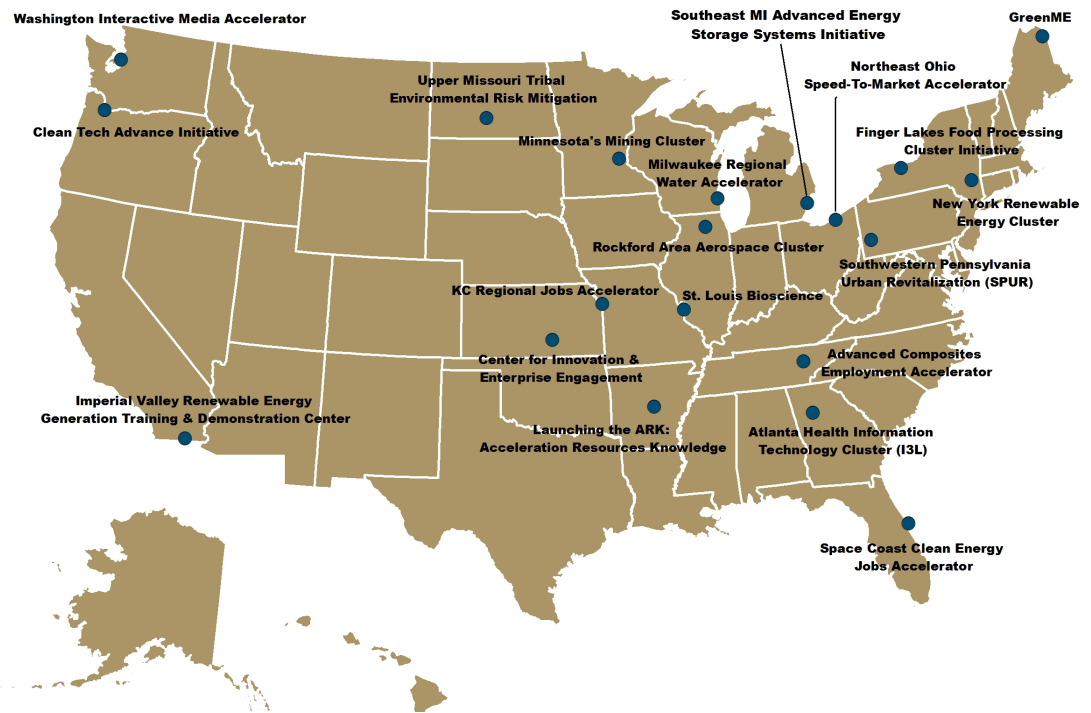 Washington Interactive Media Accelerator
Southeast MI Advanced Energy
Storage Systems Initiative
GreenME
Northeast Ohio
Speed-To-Market Accelerator
Upper Missouri Tribal
Environmental Risk Mitigation
Clean Tech Advance Initiative
Finger Lakes Food Processing
Cluster Initiative
Minnesota's Mining Cluster
Milwaukee Regional
Water Accelerator
New York Renewable
Energy Cluster
Rockford Area Aerospace Cluster
Southwestern Pennsylvania
Urban Revitalization (SPUR)
KC Regional Jobs Accelerator
St. Louis Bioscience
Center for Innovation &
Enterprise Engagement
Advanced Composites
Employment Accelerator
Imperial Valley Renewable Energy
Generation Training & Demonstration Center
Launching the ARK:
Acceleration Resources Knowledge
Atlanta Health Information
Technology Cluster (I3L)
Space Coast Clean Energy
Jobs Accelerator